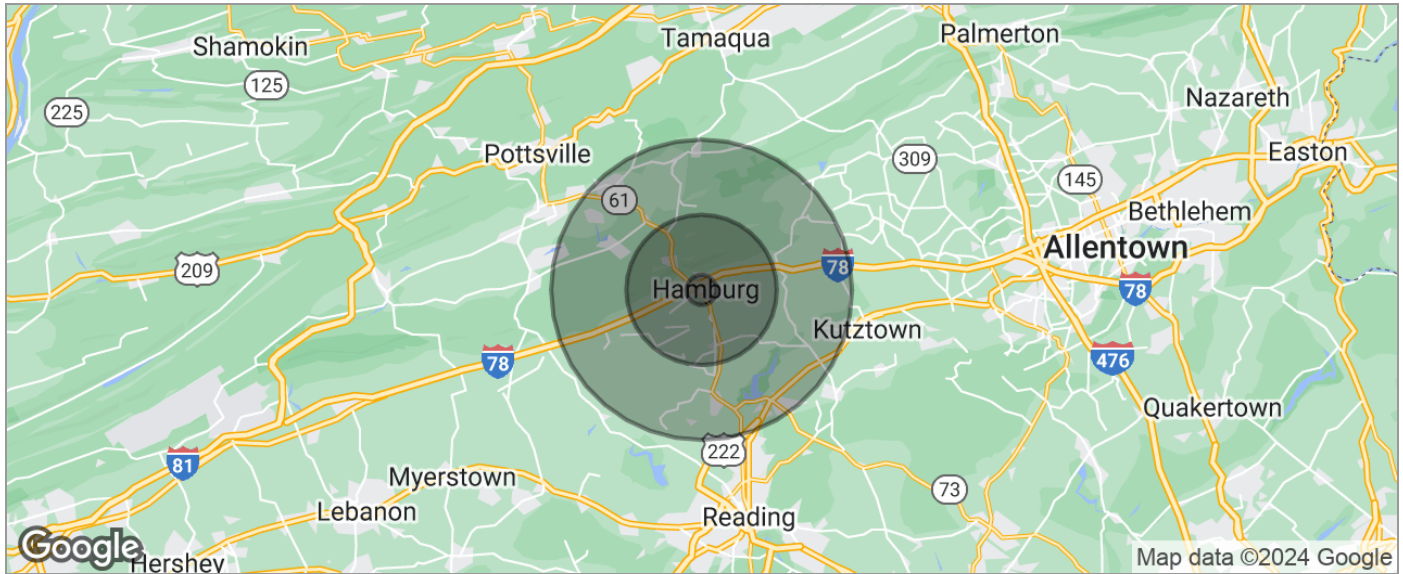 Shamokin
Tamaqua
Palmerton
125
225
Nazareth
Pottsville
309
Easton
145
61
Bethlehem
Allentown
209
78
Hamburg
78
Kutztown
78
476
Quakertown
222
81
Myerstown
73
Lebanon
Reading
Google
Hershey
Map data ©2024 Google